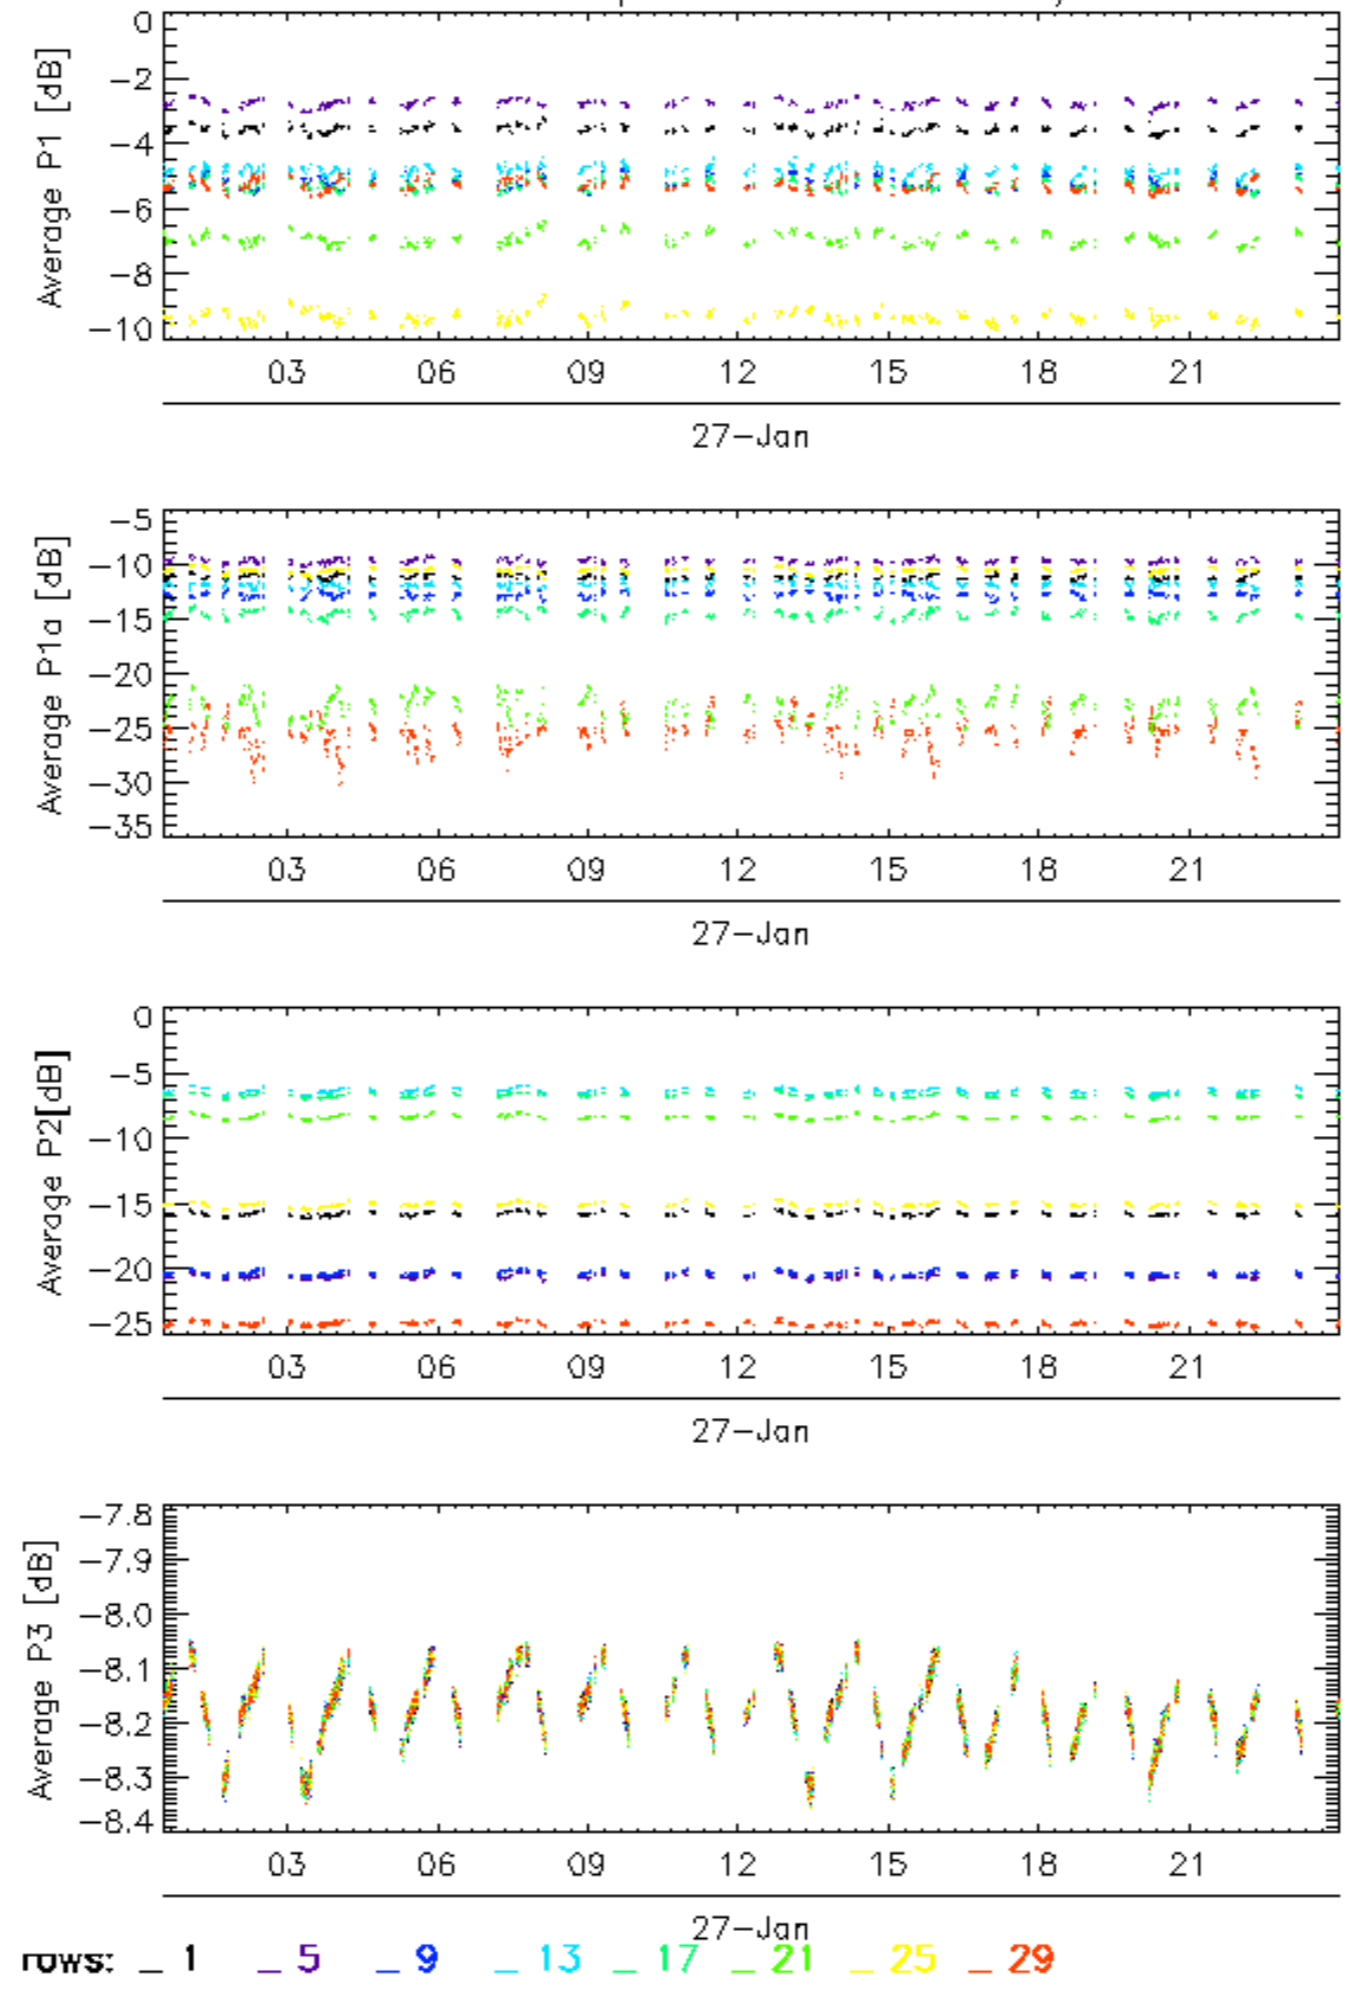 Average P1 [dB]
0
−2
−4
−6
−8
−10
03 06 09 12 15 18 21
27−Jan
Average P1a [dB]
−5
−10
−15
−20
−25
−30
−35
03 06 09 12 15 18 21
27−Jan
Average P2[dB]
0
−5
−10
−15
−20
−25
03 06 09 12 15 18 21
27−Jan
Average P3 [dB]
−7.8
−7.9
−8.0
−8.1
−8.2
−8.3
−8.4
03 06 09 12 15 18 21
27−Jan
rows: _ 1 _ 5 _ 9 _ 13 _ 17 _ 21 _ 25 _ 29